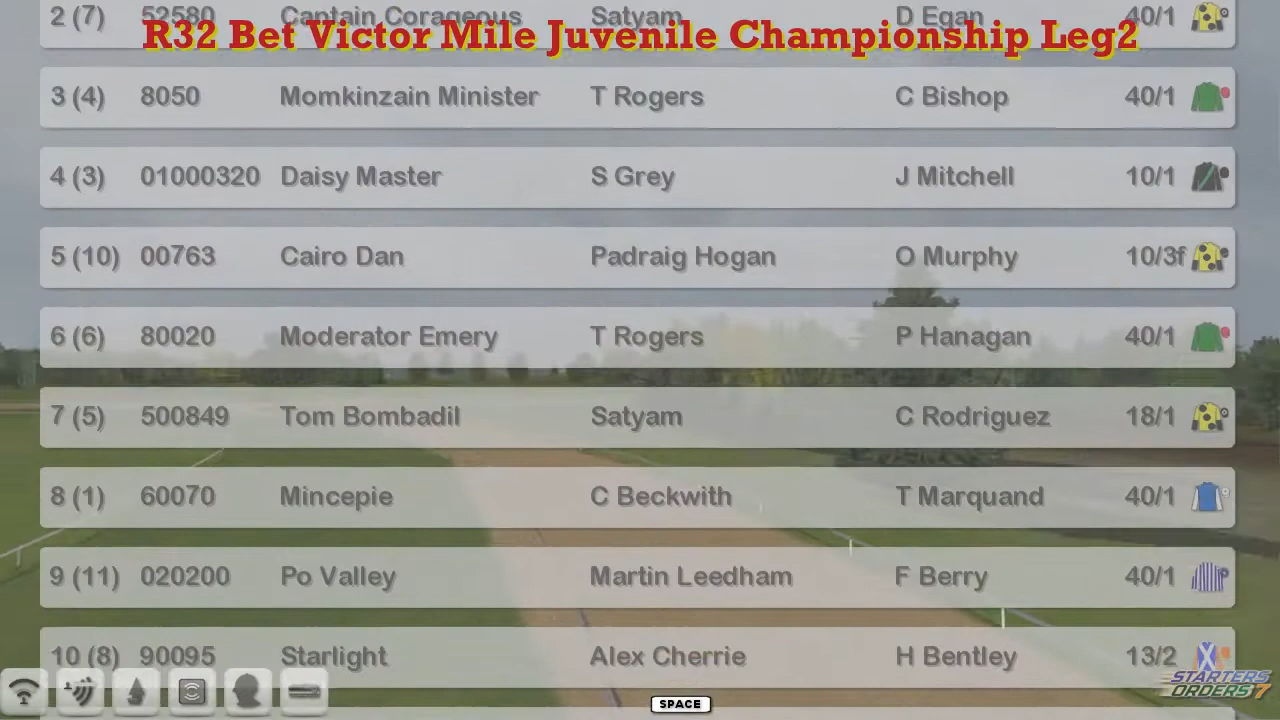 2 (7) 52580 Captain Corageous Satyam D Egan 40/1
R32 Bet Victor Mile Juvenile Championship Leg2
3 (4) 8050 Momkinzain Minister T Rogers C Bishop 40/1
4 (3) 01000320 Daisy Master S Grey J Mitchell 10/1
5 (10) 00763 Cairo Dan Padraig Hogan O Murphy 10/3f
6 (6) 80020 Moderator Emery T Rogers P Hanagan 40/1
7 (5) 500849 Tom Bombadil Satyam C Rodriguez 18/1
8 (1) 60070 Mincepie C Beckwith T Marquand 40/1
9 (11) 020200 Po Valley Martin Leedham F Berry 40/1
10 (8) 90095 Starlight Alex Cherrie H Bentley 13/2
STARTERS
ORDERS 7
SPACE